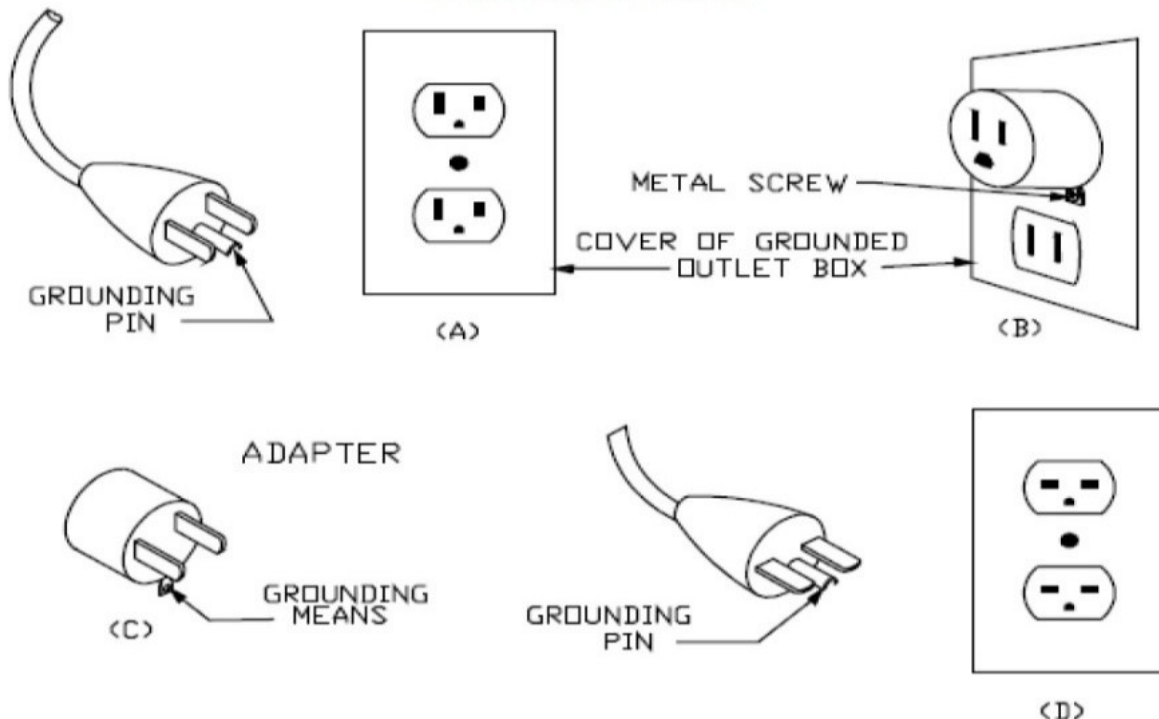 METAL SCREW
COVER OF GROUNDED
OUTLET BOX
GROUNDING
PIN
(A)
(B)
ADAPTER
GROUNDING
MEANS
(C)
GROUNDING
PIN
(D)